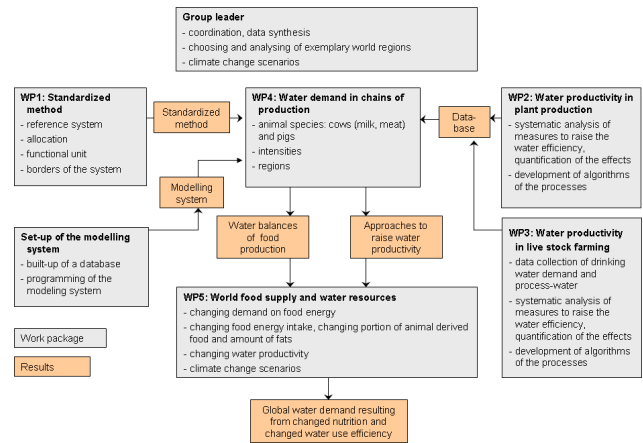 Group leader
- coordination, data synthesis
- choosing and analysing of exemplary world regions
- climate change scenarios
WP1: Standardized
method
- reference system
- allocation
- functional unit
- borders of the system
Standardized
method
WP4: Water demand in chains of
production
- animal species: cows (milk, meat) and pigs
- intensities
- regions
Data-
base
WP2: Water productivity in
plant production
- systematic analysis of
measures to raise the
water efficiency,
quantification of the effects
- development of algorithms
of the processes
Modelling
system
Set-up of the modelling
system
- built-up of a database
- programming of the
modeling system
Water balances
of food
production
Approaches to
raise water
productivity
WP3: Water productivity
in live stock farming
- data collection of drinking
water demand and
process-water
- systematic analysis of
measures to raise the
water efficiency,
quantification of the effects
- development of algorithms
of the processes
WP5: World food supply and water resources
- changing demand on food energy
- changing food energy intake, changing portion of animal derived
food and amount of fats
- changing water productivity
- climate change scenarios
Work package
Results
Global water demand resulting
from changed nutrition and
changed water use efficiency